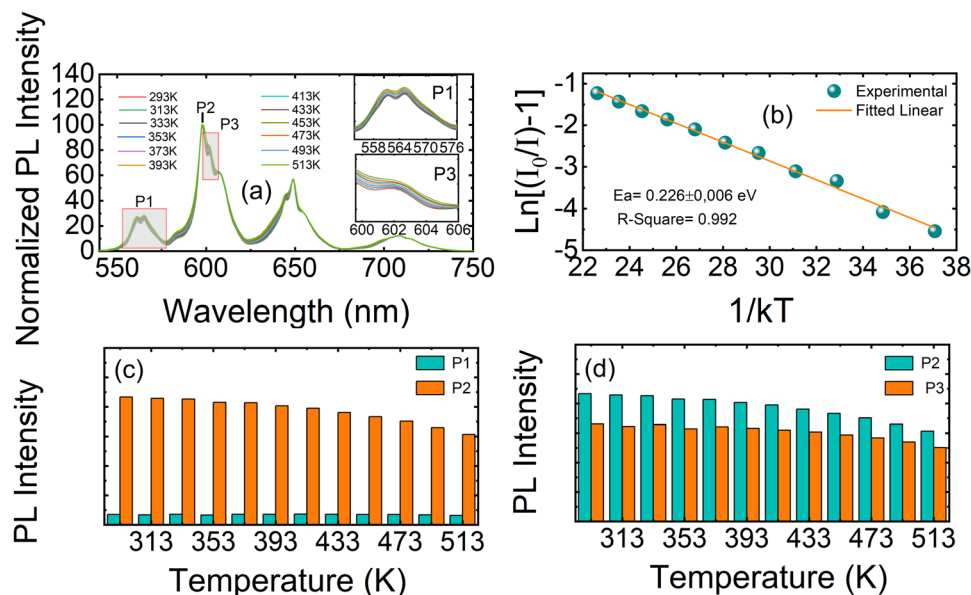 Normalized PL Intensity
140
120
100
80
60
40
20
0
293K
313K
333K
353K
373K
393K
413K
433K
453K
473K
493K
513K
P1
P2
P3
(a)
P1
558 564 570 576
P3
600 602 604 606
550 600 650 700 750
Wavelength (nm)
Ln[(I0/I)-1]
-1
-2
-3
-4
-5
Experimental
Fitted Linear
(b)
Ea= 0.226±0,006 eV
R-Square= 0.992
22 24 26 28 30 32 34 36 38
1/kT
PL Intensity
(c)
P1
P2
313 353 393 433 473 513
Temperature (K)
PL Intensity
(d)
P2
P3
313 353 393 433 473 513
Temperature (K)